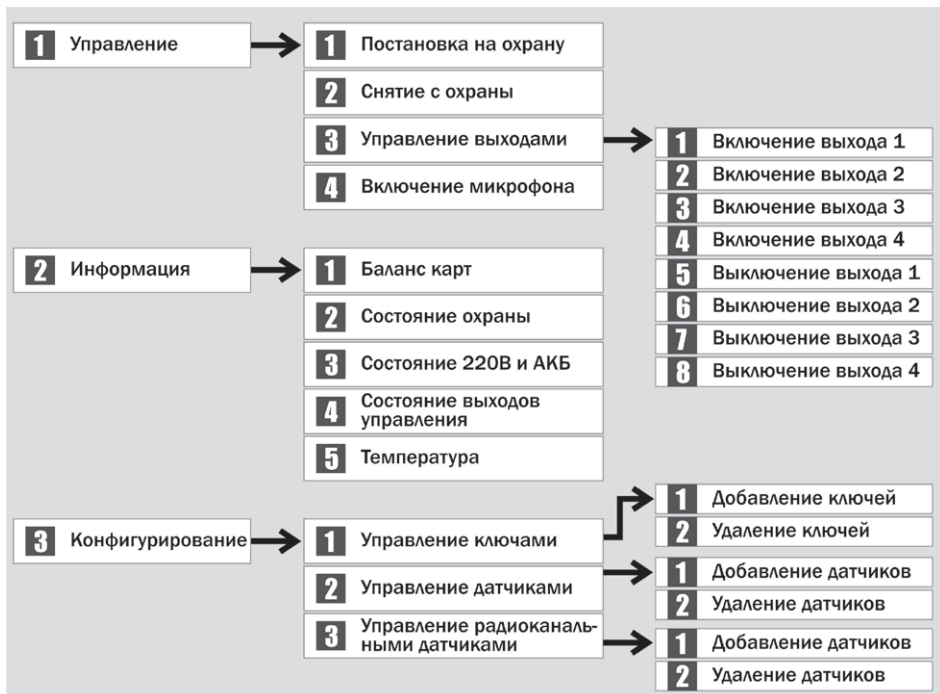 1 Управление
1 Постановка на охрану
2 Снятие с охраны
3 Управление выходами
4 Включение микрофона
1 Включение выхода 1
2 Включение выхода 2
3 Включение выхода 3
4 Включение выхода 4
5 Выключение выхода 1
6 Выключение выхода 2
7 Выключение выхода 3
8 Выключение выхода 4
2 Информация
1 Баланс карт
2 Состояние охраны
3 Состояние 220В и АКБ
4 Состояние выходов
управления
5 Температура
3 Конфигурирование
1 Управление ключами
1 Добавление ключей
2 Удаление ключей
2 Управление датчиками
1 Добавление датчиков
2 Удаление датчиков
3 Управление радиоканаль-
ными датчиками
1 Добавление датчиков
2 Удаление датчиков